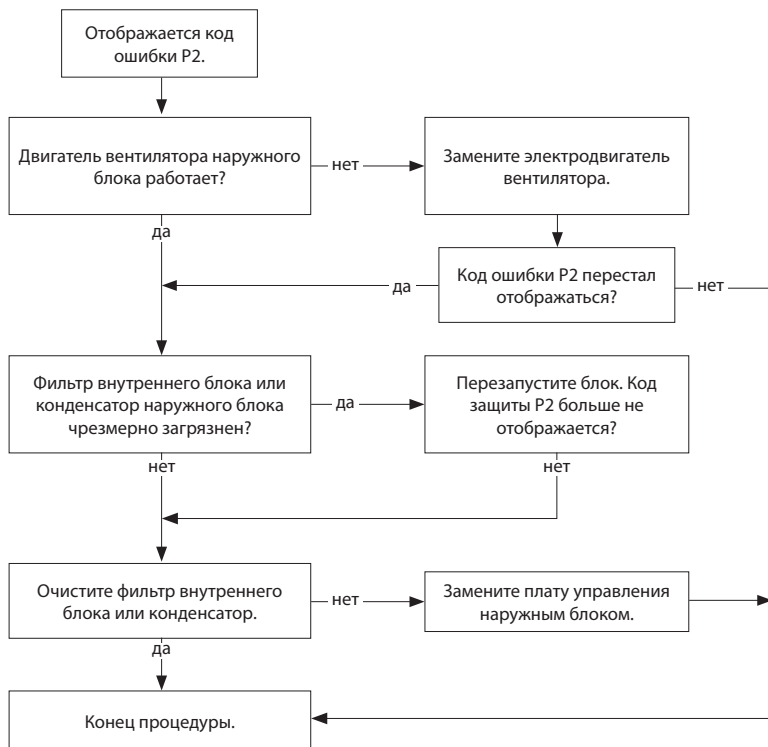 Отображается код
ошибки P2.
Двигатель вентилятора наружного
блока работает?
нет
Замените электродвигатель
вентилятора.
да
Код ошибки P2 перестал
отображаться?
да
нет
Фильтр внутреннего блока или
конденсатор наружного блока
чрезмерно загрязнен?
да
Перезапустите блок. Код
защиты P2 больше не
отображается?
нет
нет
Очистите фильтр внутреннего
блока или конденсатор.
нет
Замените плату управления
наружным блоком.
да
Конец процедуры.